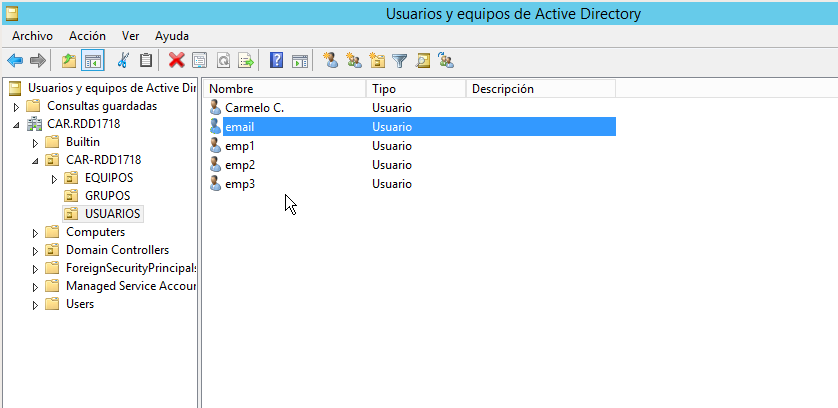 Usuarios y equipos de Active Directory
Archivo Acción Ver Ayuda
Usuarios y equipos de Active Dir
Consultas guardadas
CAR.RDD1718
Builtin
CAR-RDD1718
EQUIPOS
GRUPOS
USUARIOS
Computers
Domain Controllers
ForeignSecurityPrincipals
Managed Service Accour
Users
Nombre Tipo Descripción
Carmelo C. Usuario
email Usuario
emp1 Usuario
emp2 Usuario
emp3 Usuario